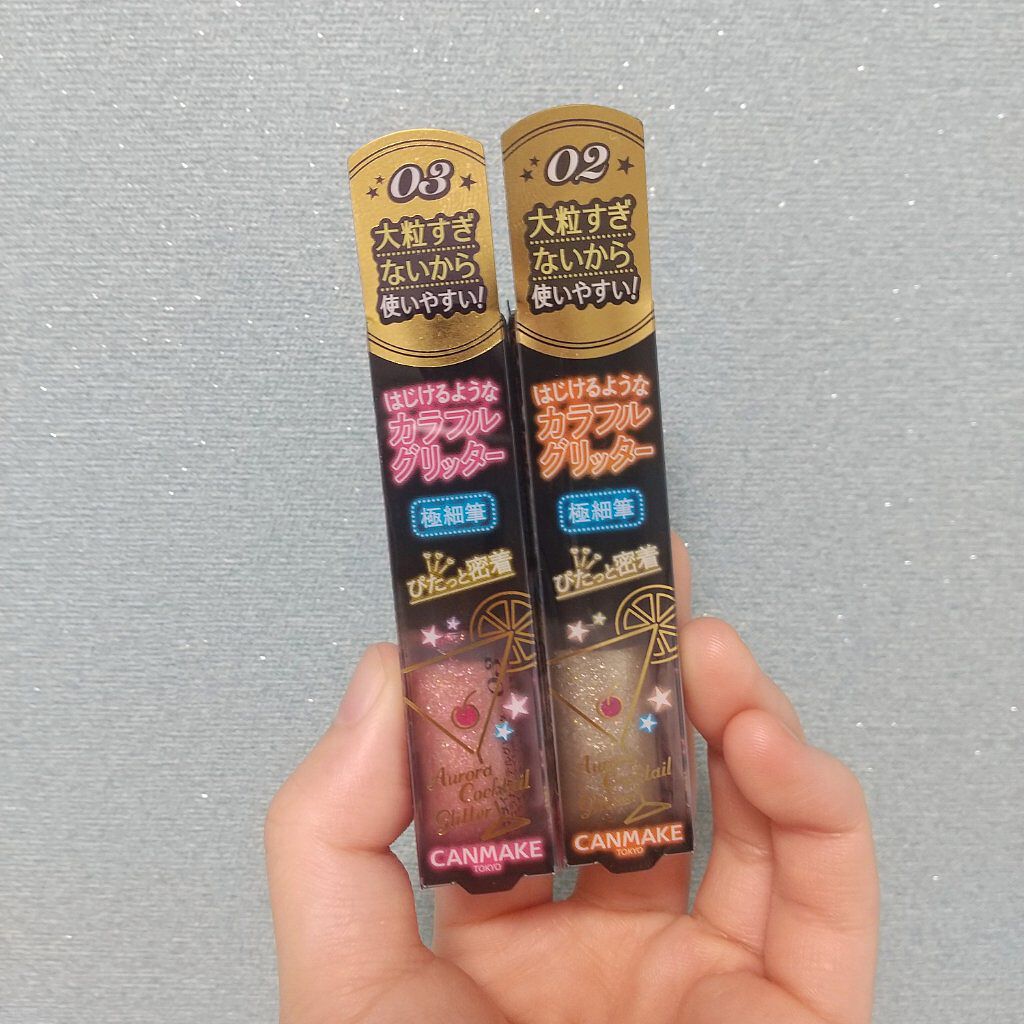 03
大粒すぎ
ないから
使いやすい!
はじけるような
カラフル
グリッター
極細筆
ぴたっと密着
Aurora
Cocktail
Glitter
CANMAKE
TOKYO
02
大粒すぎ
ないから
使いやすい!
はじけるような
カラフル
グリッター
極細筆
ぴたっと密着
CANMAKE
TOKYO